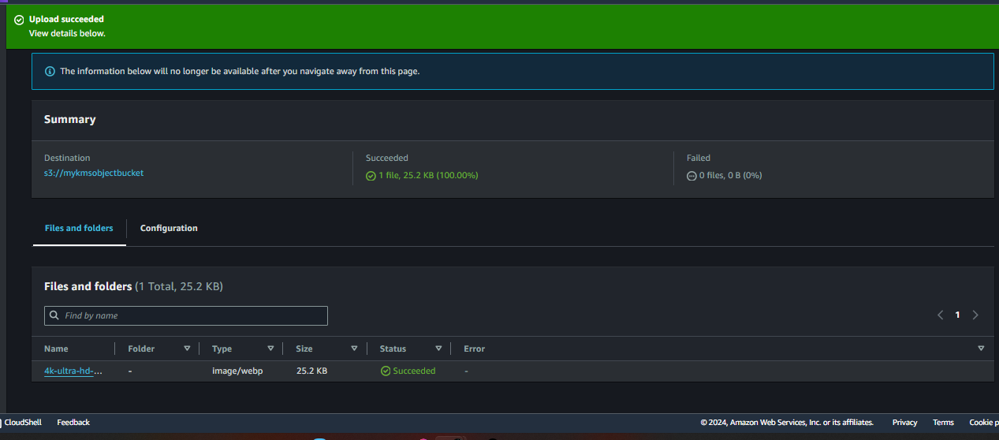 Upload succeeded
View details below.
The information below will no longer be available after you navigate away from this page.
Summary
Destination
s3://mykmsobjectbucket
Succeeded
1 file, 25.2 KB (100.00%)
Failed
0 files, 0 B (0%)
Files and folders Configuration
Files and folders (1 Total, 25.2 KB)
Find by name
1
Name Folder Type Size Status Error
4k-ultra-hd-... - image/webp 25.2 KB Succeeded -
CloudShell Feedback © 2024, Amazon Web Services, Inc. or its affiliates. Privacy Terms Cookie p